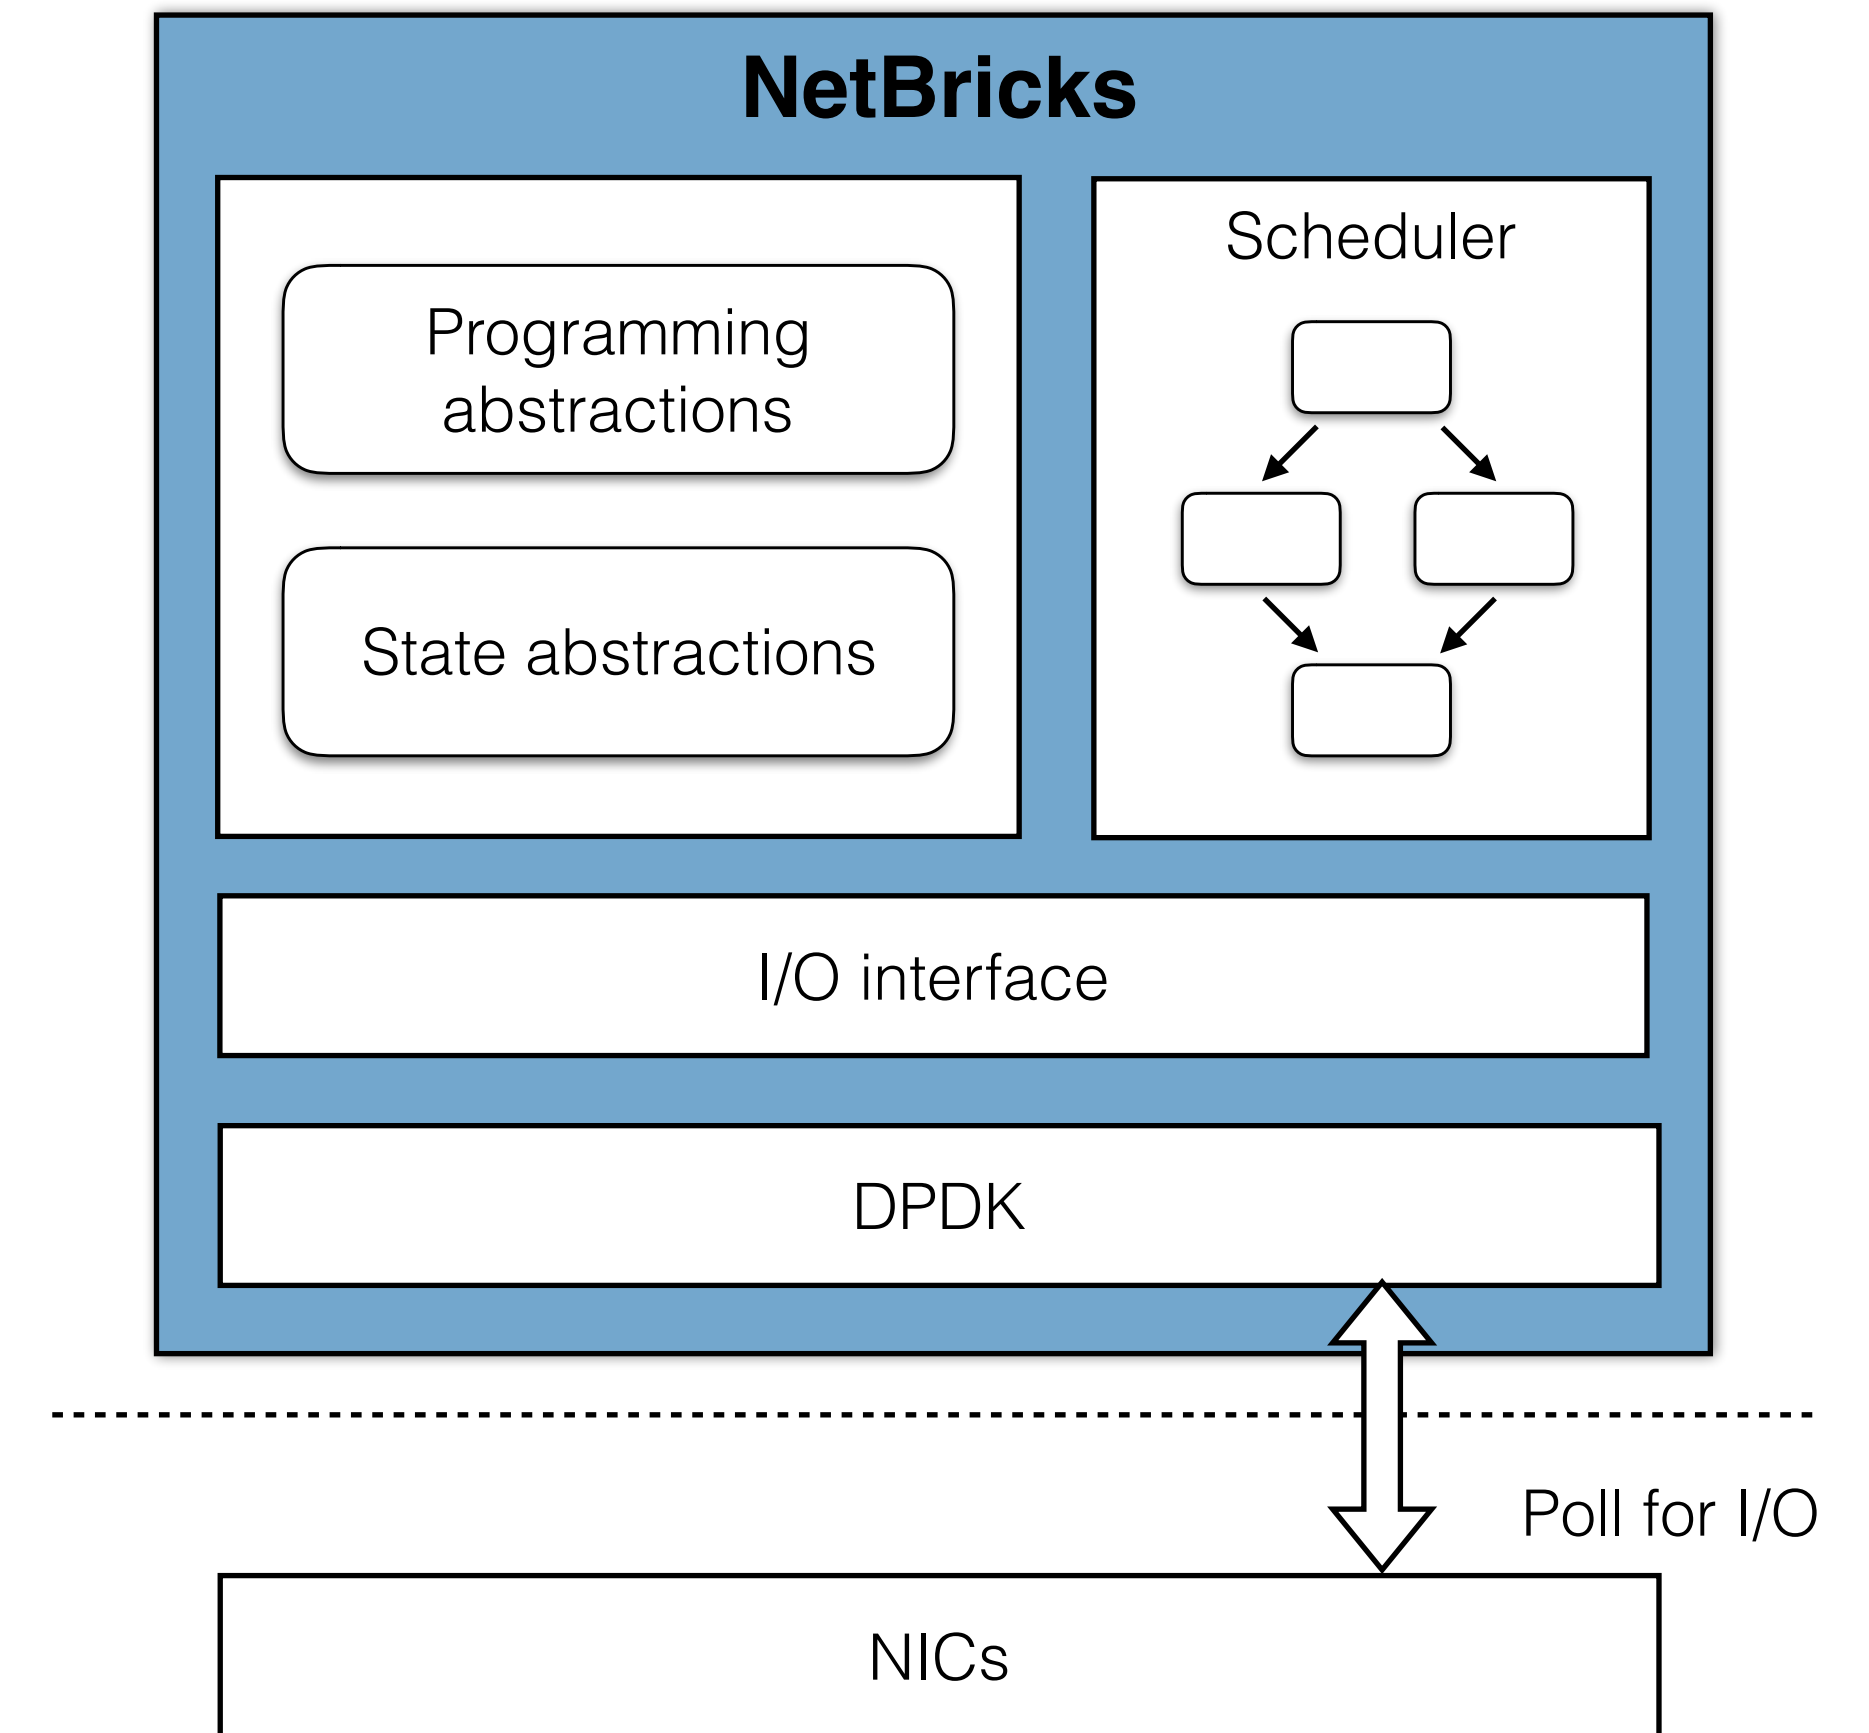 NetBricks
Programming
abstractions
State abstractions
Scheduler
I/O interface
DPDK
Poll for I/O
NICs